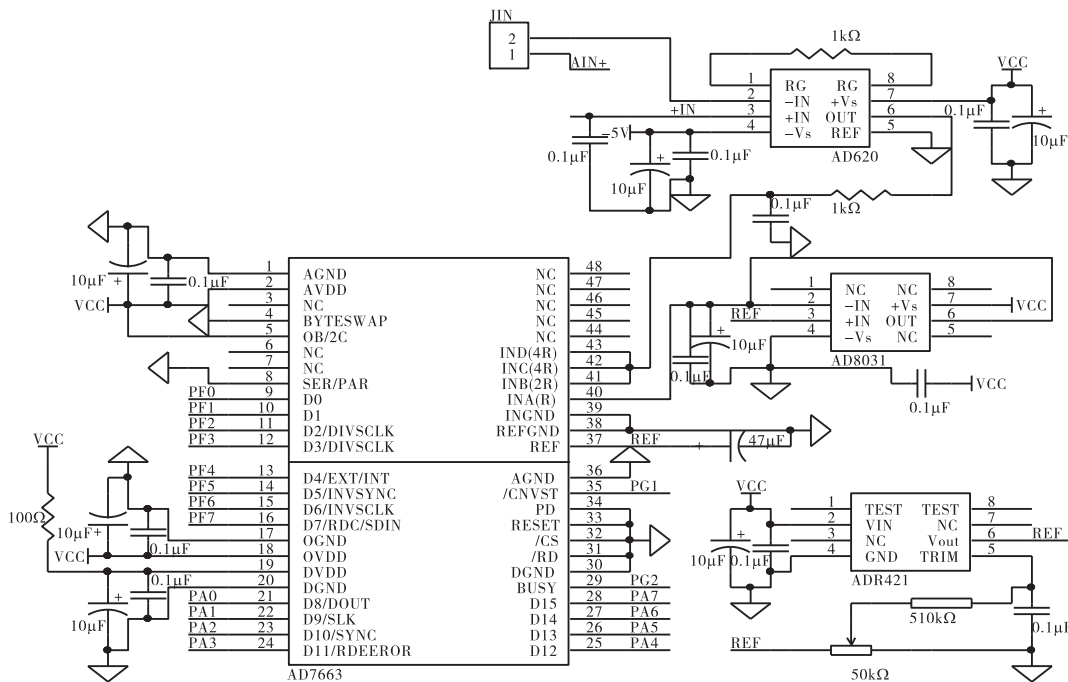 JIN
2
1
AIN+
1kΩ
1 RG RG 8
2 −IN +Vs 7
3 +IN OUT 6
4 −Vs REF 5
AD620
+IN
−5V
0.1μF
10μF
0.1μF
VCC
0.1μF
10μF
1kΩ
0.1μF
10μF
0.1μF
VCC
1 AGND
2 AVDD
3 NC
4 BYTESWAP
5 OB/2C
6 NC
7 NC
8 SER/PAR
PF0 9 D0
PF1 10 D1
PF2 11 D2/DIVSCLK
PF3 12 D3/DIVSCLK
PF4 13 D4/EXT/INT
PF5 14 D5/INVSYNC
PF6 15 D6/INVSCLK
PF7 16 D7/RDC/SDIN
17 OGND
18 OVDD
19 DVDD
20 DGND
PA0 21 D8/DOUT
PA1 22 D9/SLK
PA2 23 D10/SYNC
PA3 24 D11/RDEEROR
VCC
100Ω
10μF
0.1μF
VCC
0.1μF
10μF
NC 48
NC 47
NC 46
NC 45
NC 44
IND(4R) 43
INC(4R) 42
INB(2R) 41
INA(R) 40
INGND 39
REFGND 38
REF 37 REF
AGND 36
/CNVST 35 PG1
PD 34
RESET 33
/CS 32
/RD 31
DGND 30
BUSY 29 PG2
D15 28 PA7
D14 27 PA6
D13 26 PA5
D12 25 PA4
AD7663
REF
10μF
0.1μF
1 NC NC 8
2 −IN +Vs 7 VCC
3 +IN OUT 6
4 −Vs NC 5
AD8031
0.1μF
VCC
47μF
VCC
10μF
0.1μF
1 TEST TEST 8
2 VIN NC 7
3 NC Vout 6 REF
4 GND TRIM 5
ADR421
510kΩ
0.1μF
REF
50kΩ